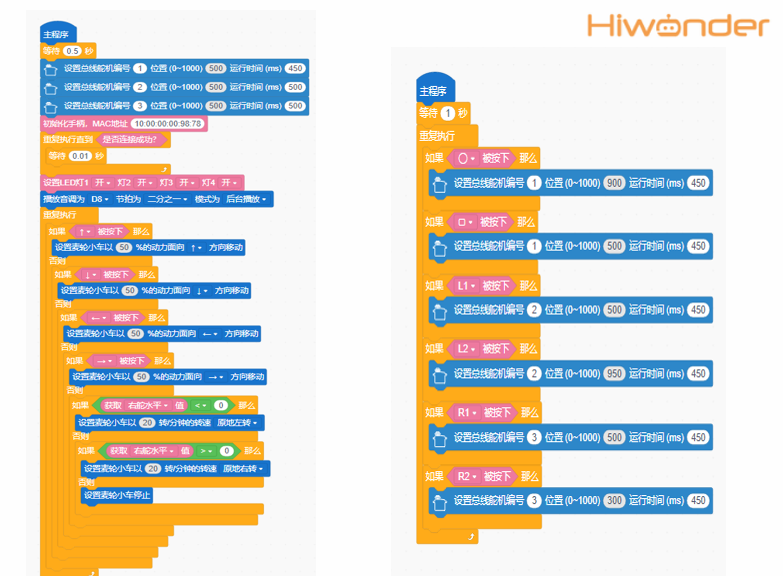 Hiwonder
主程序
等待 0.5 秒
设置总线舵机编号 1 位置 (0~1000) 500 运行时间 (ms) 450
设置总线舵机编号 2 位置 (0~1000) 500 运行时间 (ms) 500
设置总线舵机编号 3 位置 (0~1000) 500 运行时间 (ms) 500
初始化手柄，MAC地址 10:00:00:00:98:78
重复执行直到 是否连接成功?
等待 0.01 秒
设置LED灯1 开 灯2 开 灯3 开 灯4 开
播放音调为 D8 节拍为 二分之一 模式为 后台播放
重复执行
如果 ↑ 被按下 那么
设置麦轮小车以 50 %的动力面向 ↑ 方向移动
否则
如果 ↓ 被按下 那么
设置麦轮小车以 50 %的动力面向 ↓ 方向移动
否则
如果 ← 被按下 那么
设置麦轮小车以 50 %的动力面向 ← 方向移动
否则
如果 → 被按下 那么
设置麦轮小车以 50 %的动力面向 → 方向移动
否则
如果 获取 右舵水平 值 < 0 那么
设置麦轮小车以 20 转/分钟的转速 原地左转
否则
如果 获取 右舵水平 值 > 0 那么
设置麦轮小车以 20 转/分钟的转速 原地右转
否则
设置麦轮小车停止
主程序
等待 1 秒
重复执行
如果 ○ 被按下 那么
设置总线舵机编号 1 位置 (0~1000) 900 运行时间 (ms) 450
如果 □ 被按下 那么
设置总线舵机编号 1 位置 (0~1000) 500 运行时间 (ms) 450
如果 L1 被按下 那么
设置总线舵机编号 2 位置 (0~1000) 500 运行时间 (ms) 450
如果 L2 被按下 那么
设置总线舵机编号 2 位置 (0~1000) 950 运行时间 (ms) 450
如果 R1 被按下 那么
设置总线舵机编号 3 位置 (0~1000) 500 运行时间 (ms) 450
如果 R2 被按下 那么
设置总线舵机编号 3 位置 (0~1000) 300 运行时间 (ms) 450